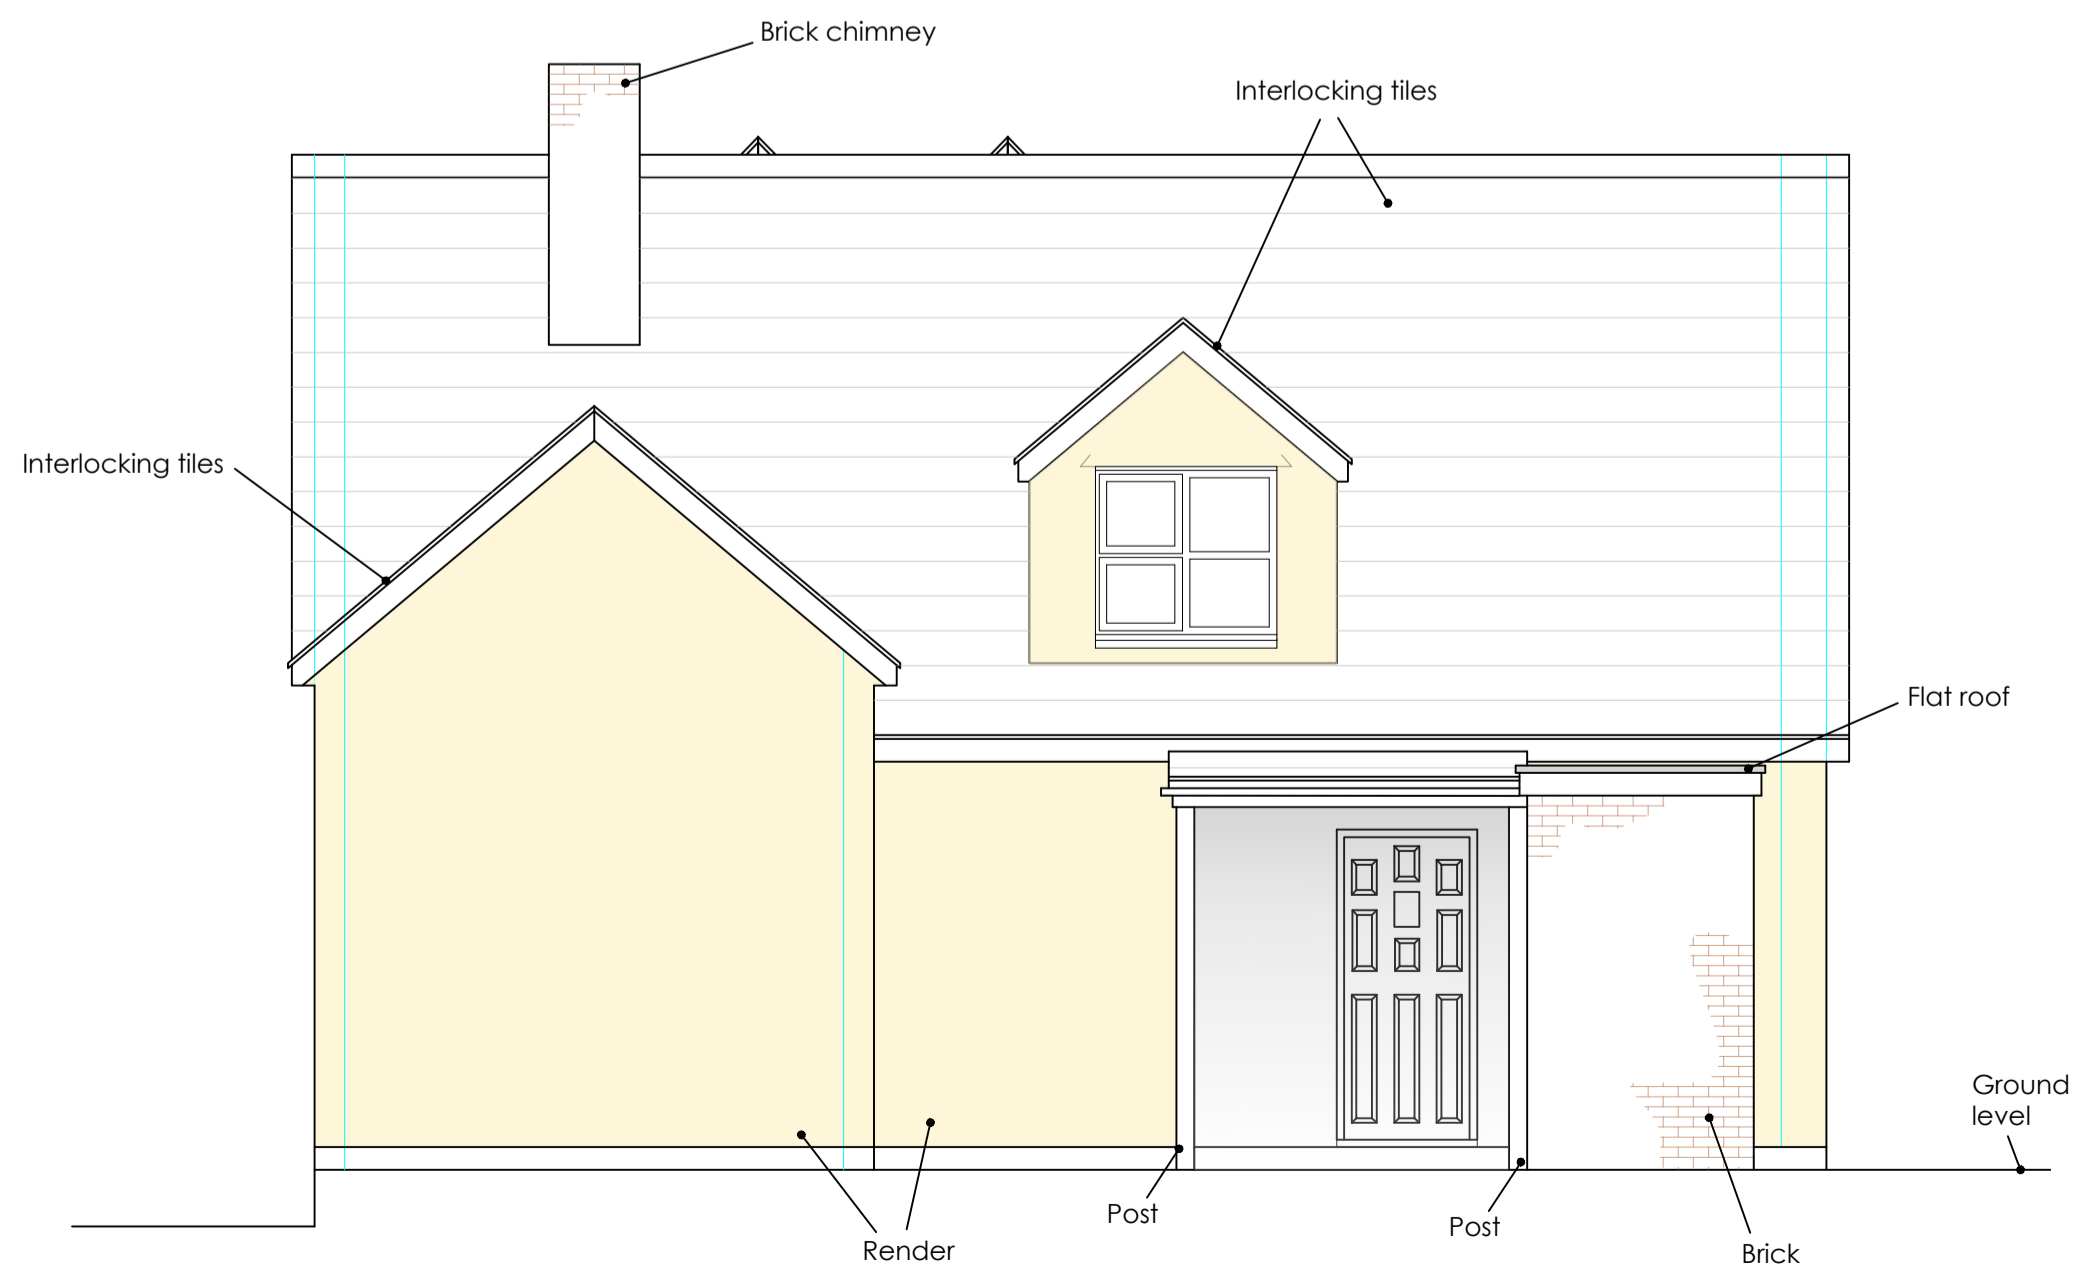 Brick chimney
Interlocking tiles
Interlocking tiles
Flat roof
Ground
level
Post
Post
Render
Brick